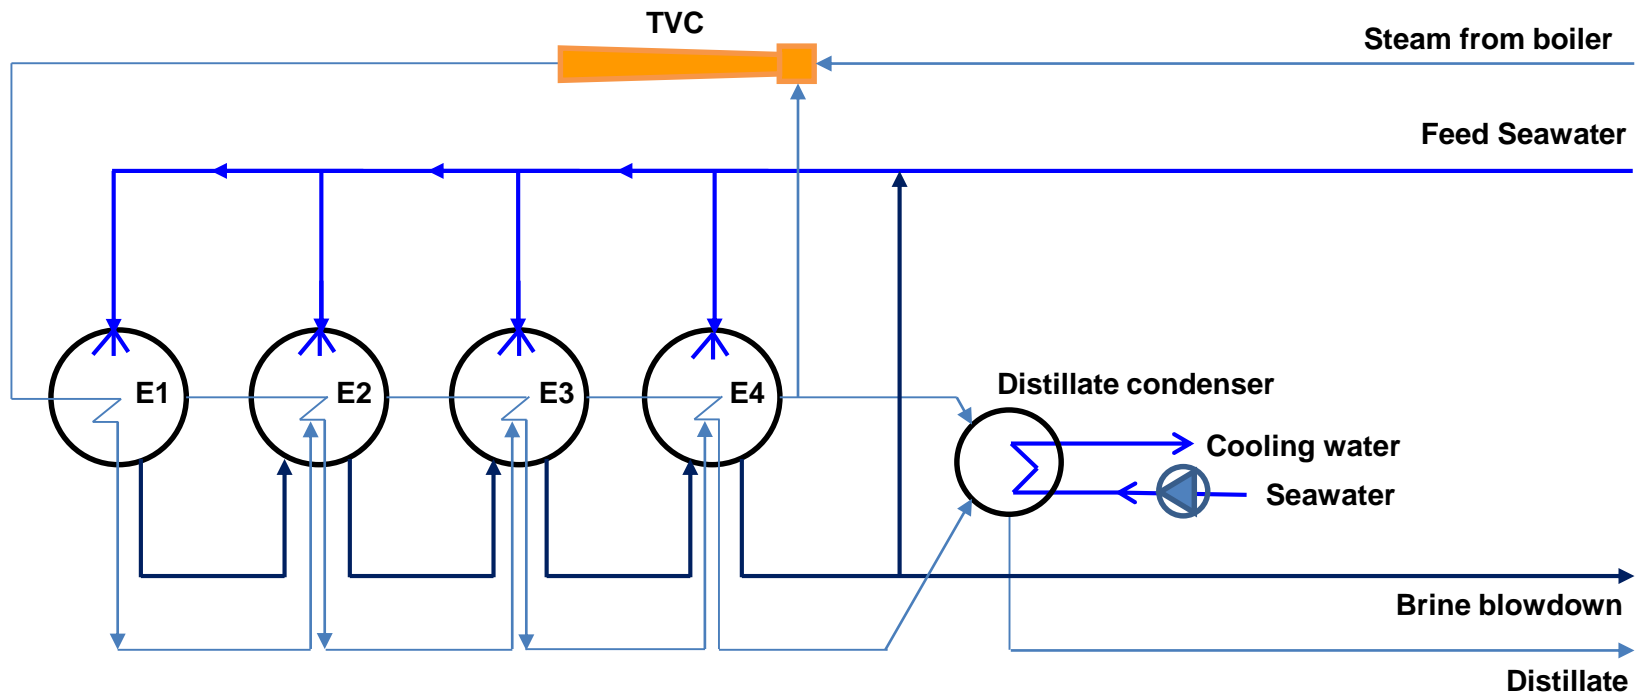 TVC
Steam from boiler
Feed Seawater
E1
E2
E3
E4
Distillate condenser
Cooling water
Seawater
Brine blowdown
Distillate